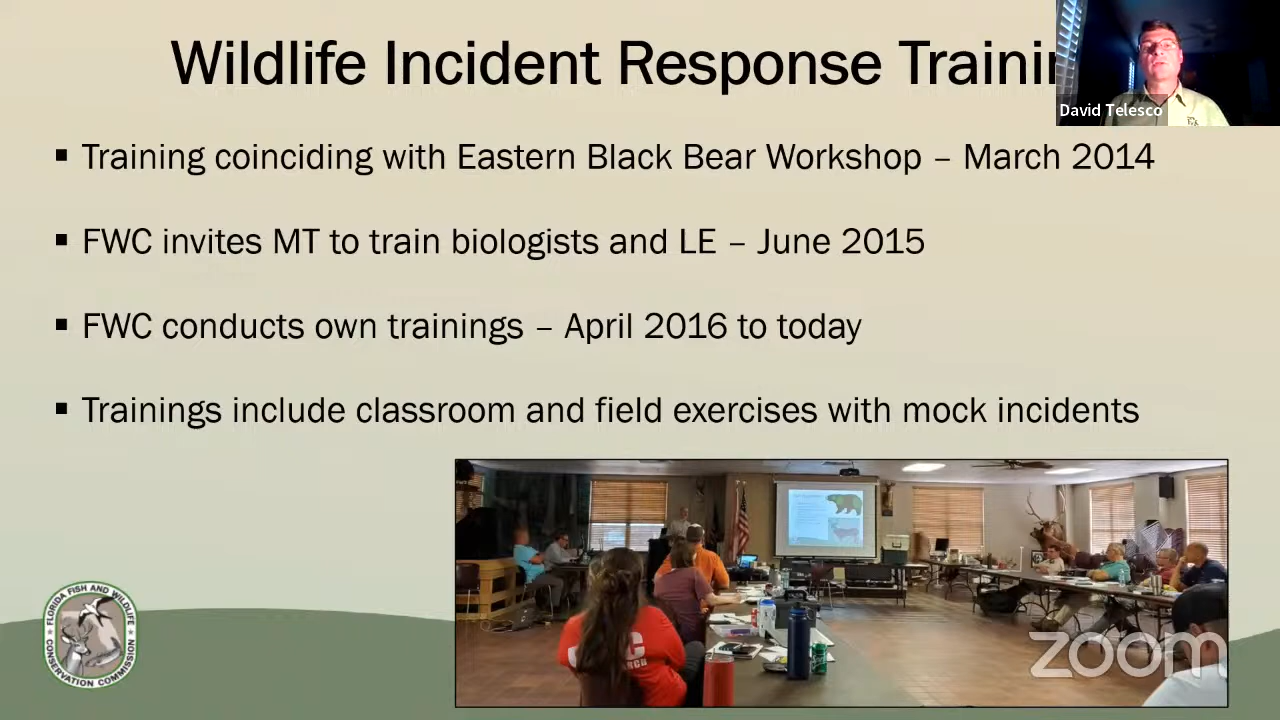 Wildlife Incident Response Trainin
David Telesco
▪ Training coinciding with Eastern Black Bear Workshop – March 2014
▪ FWC invites MT to train biologists and LE – June 2015
▪ FWC conducts own trainings – April 2016 to today
▪ Trainings include classroom and field exercises with mock incidents
FLORIDA FISH AND WILDLIFE
CONSERVATION COMMISSION
zoom